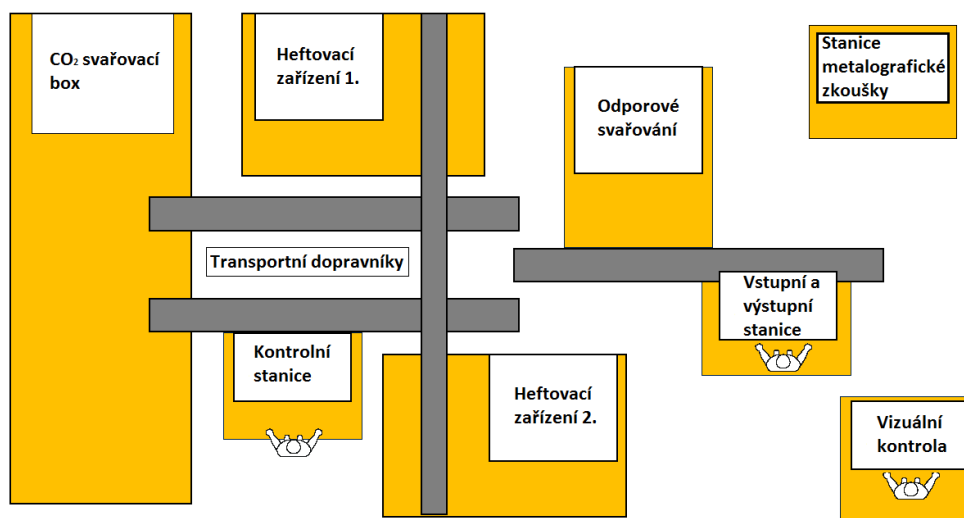 CO₂ svařovací
box
Heftovací
zařízení 1.
Odporové
svařování
Stanice
metalografické
zkoušky
Transportní dopravníky
Vstupní a
výstupní
stanice
Kontrolní
stanice
Heftovací
zařízení 2.
Vizuální
kontrola